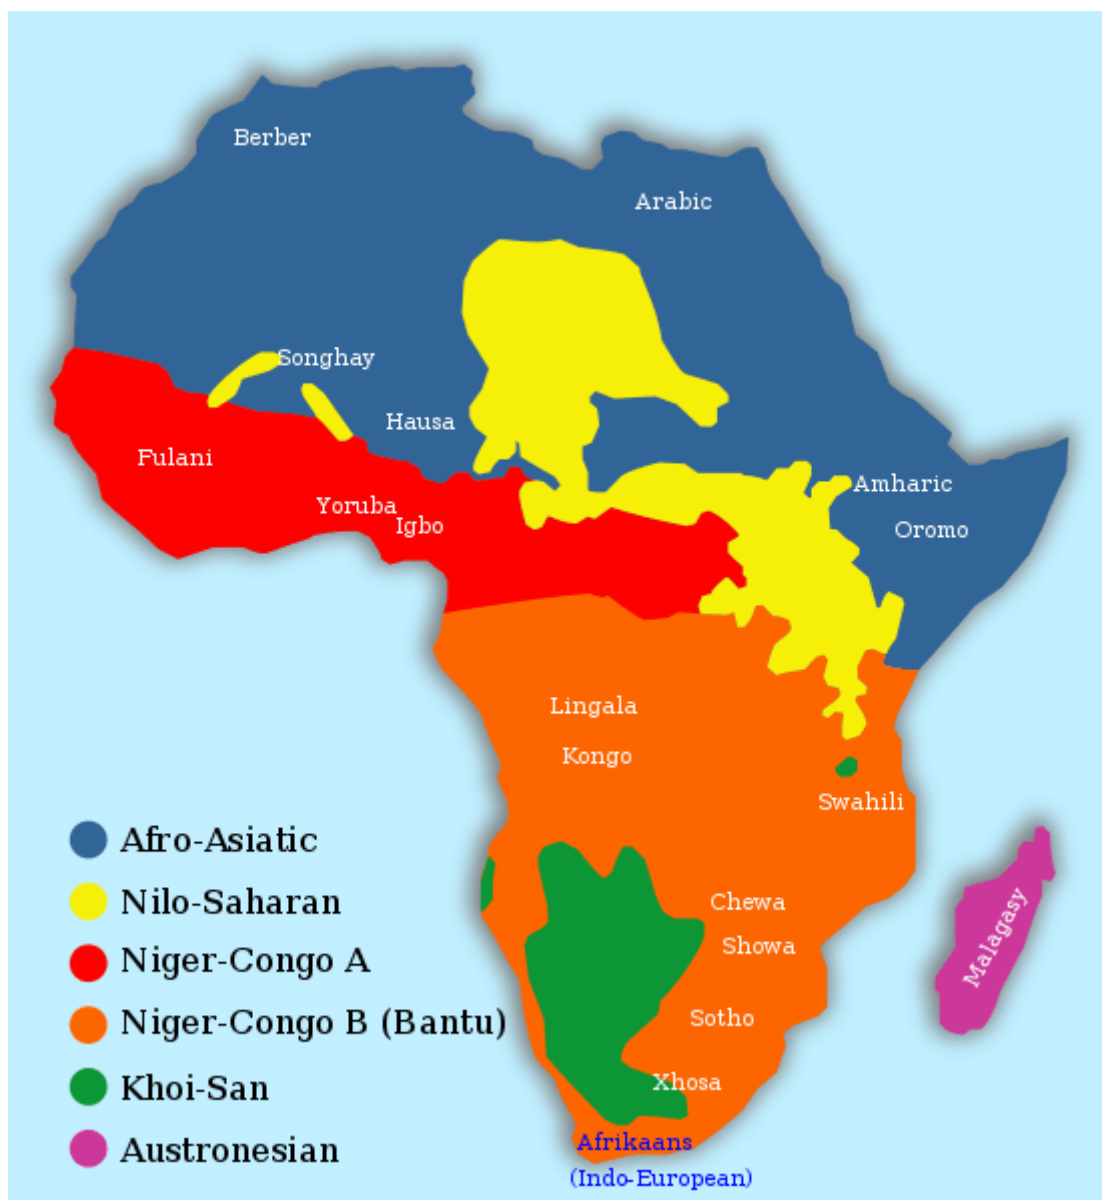 Berber
Arabic
Songhay
Hausa
Fulani
Amharic
Yoruba
Igbo
Oromo
Lingala
Kongo
Swahili
Chewa
Showa
Malagasy
Sotho
Xhosa
Afrikaans
(Indo-European)
Afro-Asiatic
Nilo-Saharan
Niger-Congo A
Niger-Congo B (Bantu)
Khoi-San
Austronesian